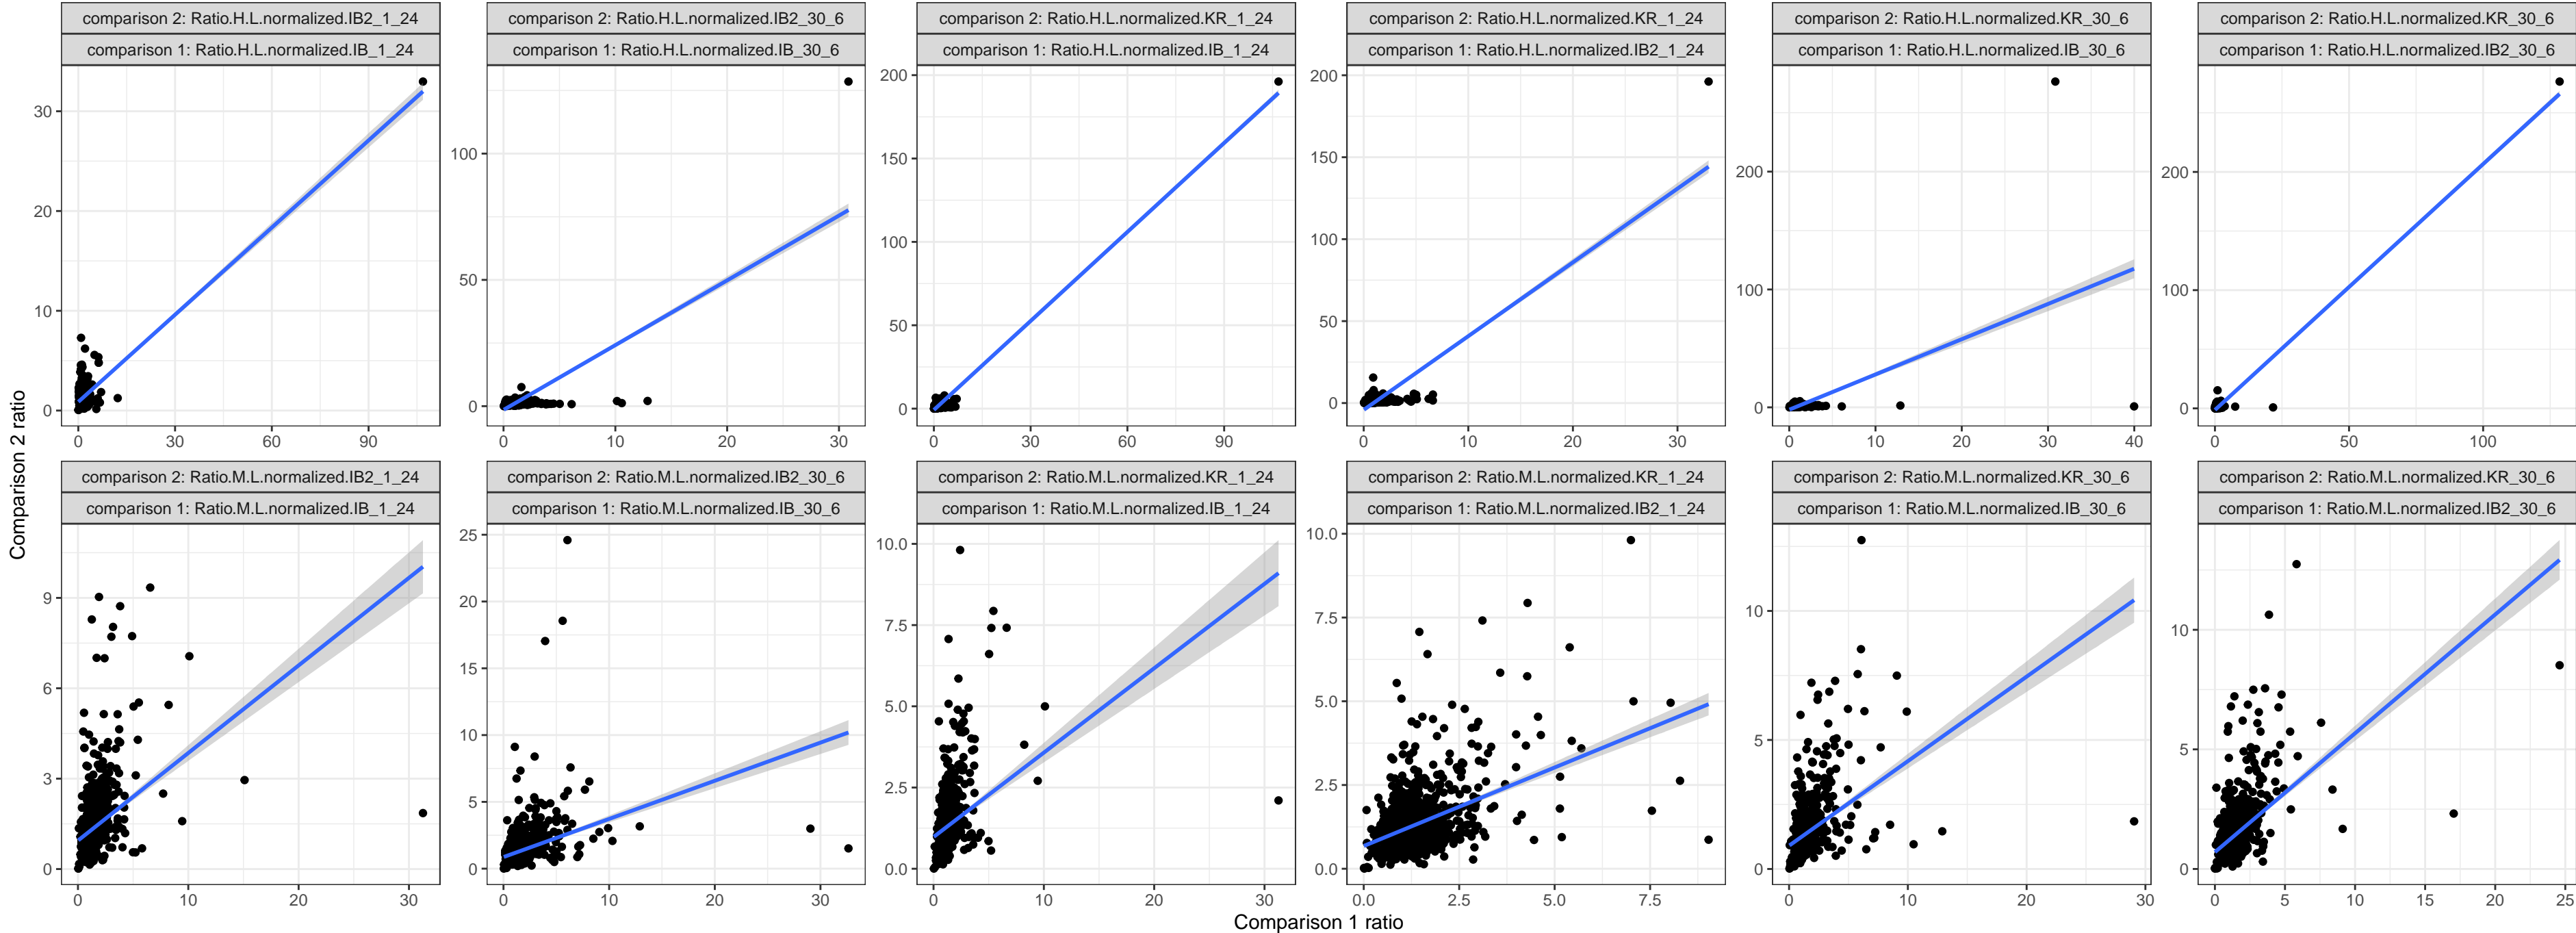 comparison 2: Ratio.H.L.normalized.IB2_1_24
comparison 1: Ratio.H.L.normalized.IB_1_24
comparison 2: Ratio.H.L.normalized.IB2_30_6
comparison 1: Ratio.H.L.normalized.IB_30_6
comparison 2: Ratio.H.L.normalized.KR_1_24
comparison 1: Ratio.H.L.normalized.IB_1_24
comparison 2: Ratio.H.L.normalized.KR_1_24
comparison 1: Ratio.H.L.normalized.IB2_1_24
comparison 2: Ratio.H.L.normalized.KR_30_6
comparison 1: Ratio.H.L.normalized.IB_30_6
comparison 2: Ratio.H.L.normalized.KR_30_6
comparison 1: Ratio.H.L.normalized.IB2_30_6
30
20
10
0
0 30 60 90
100
50
0
0 10 20 30
200
150
100
50
0
0 30 60 90
200
150
100
50
0
0 10 20 30
200
100
0
0 10 20 30 40
200
100
0
0 50 100
comparison 2: Ratio.M.L.normalized.IB2_1_24
comparison 1: Ratio.M.L.normalized.IB_1_24
comparison 2: Ratio.M.L.normalized.IB2_30_6
comparison 1: Ratio.M.L.normalized.IB_30_6
comparison 2: Ratio.M.L.normalized.KR_1_24
comparison 1: Ratio.M.L.normalized.IB_1_24
comparison 2: Ratio.M.L.normalized.KR_1_24
comparison 1: Ratio.M.L.normalized.IB2_1_24
comparison 2: Ratio.M.L.normalized.KR_30_6
comparison 1: Ratio.M.L.normalized.IB_30_6
comparison 2: Ratio.M.L.normalized.KR_30_6
comparison 1: Ratio.M.L.normalized.IB2_30_6
9
6
3
0
0 10 20 30
25
20
15
10
5
0
0 10 20 30
10.0
7.5
5.0
2.5
0.0
0 10 20 30
10.0
7.5
5.0
2.5
0.0
0.0 2.5 5.0 7.5
10
5
0
0 10 20 30
10
5
0
0 5 10 15 20 25
Comparison 2 ratio
Comparison 1 ratio